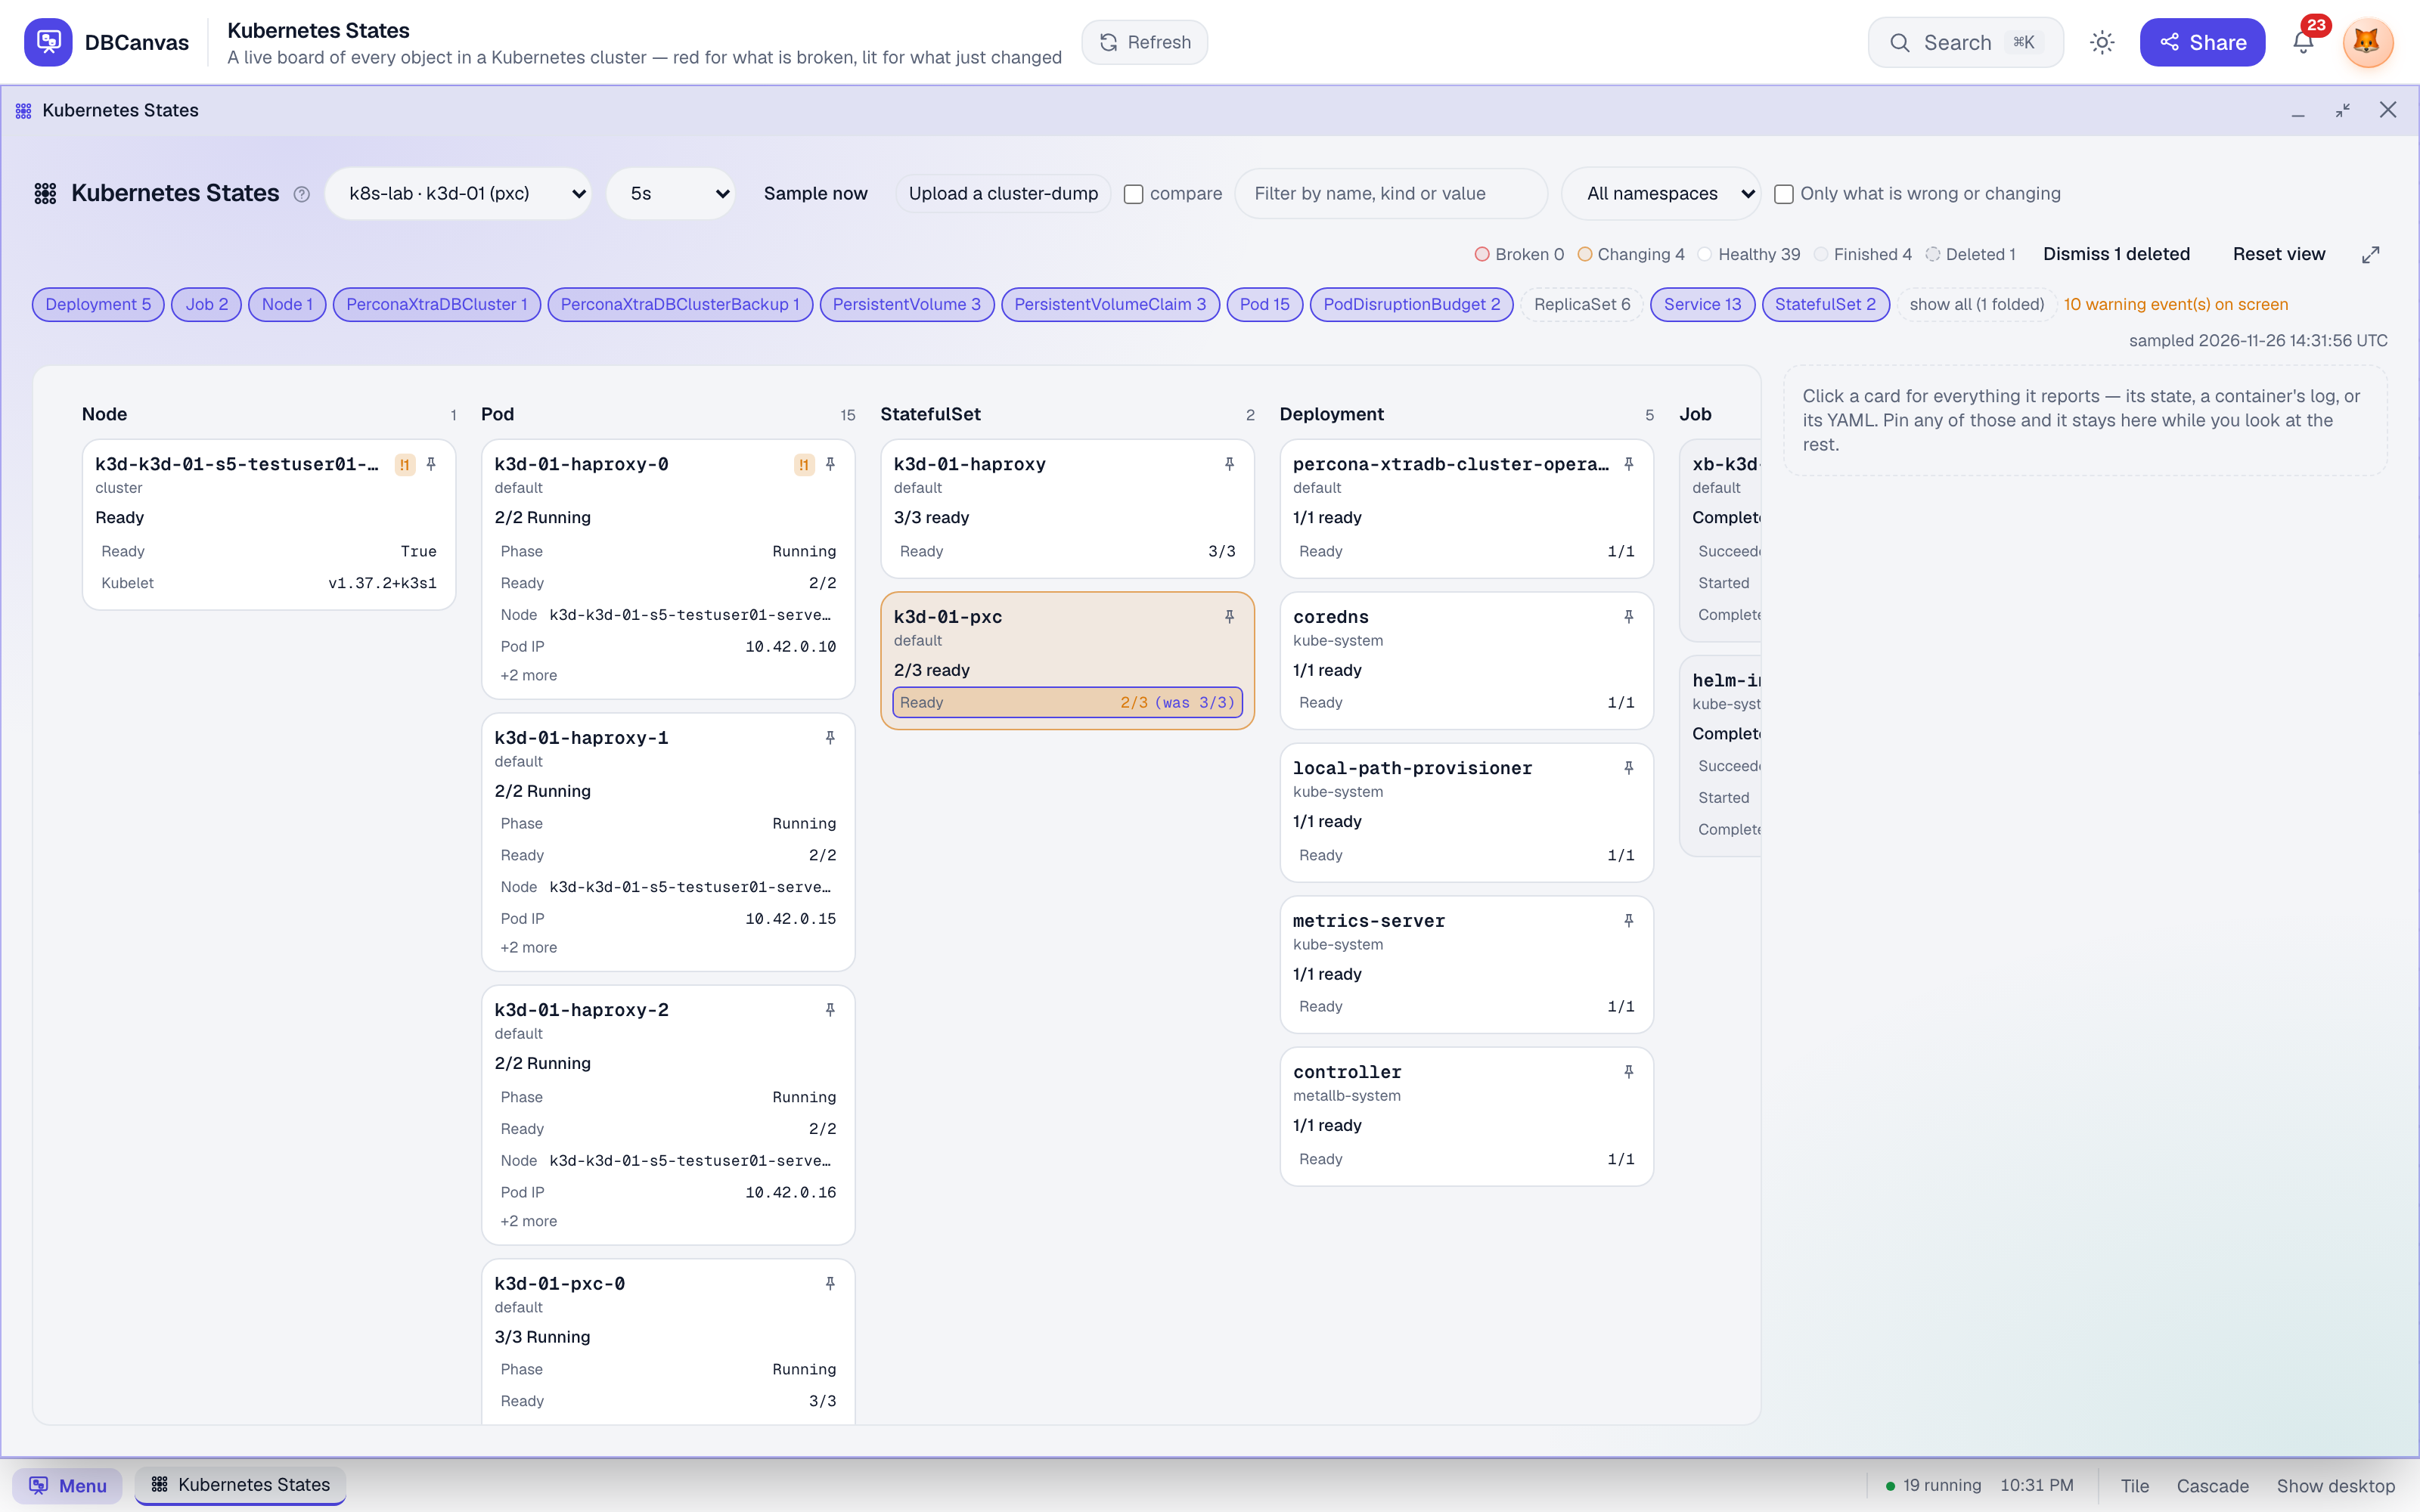 DBCanvas
Kubernetes States
A live board of every object in a Kubernetes cluster — red for what is broken, lit for what just changed
Refresh
Search ⌘K
Share
23
Kubernetes States
Kubernetes States
k8s-lab · k3d-01 (pxc)
5s
Sample now
Upload a cluster-dump
compare
Filter by name, kind or value
All namespaces
Only what is wrong or changing
Broken 0
Changing 4
Healthy 39
Finished 4
Deleted 1
Dismiss 1 deleted
Reset view
Deployment 5
Job 2
Node 1
PerconaXtraDBCluster 1
PerconaXtraDBClusterBackup 1
PersistentVolume 3
PersistentVolumeClaim 3
Pod 15
PodDisruptionBudget 2
ReplicaSet 6
Service 13
StatefulSet 2
show all (1 folded)
10 warning event(s) on screen
sampled 2026-11-26 14:31:56 UTC
Node 1
k3d-k3d-01-s5-testuser01-… !1
cluster
Ready
Ready True
Kubelet v1.37.2+k3s1
Pod 15
k3d-01-haproxy-0 !1
default
2/2 Running
Phase Running
Ready 2/2
Node k3d-k3d-01-s5-testuser01-serve…
Pod IP 10.42.0.10
+2 more
k3d-01-haproxy-1
default
2/2 Running
Phase Running
Ready 2/2
Node k3d-k3d-01-s5-testuser01-serve…
Pod IP 10.42.0.15
+2 more
k3d-01-haproxy-2
default
2/2 Running
Phase Running
Ready 2/2
Node k3d-k3d-01-s5-testuser01-serve…
Pod IP 10.42.0.16
+2 more
k3d-01-pxc-0
default
3/3 Running
Phase Running
Ready 3/3
StatefulSet 2
k3d-01-haproxy
default
3/3 ready
Ready 3/3
k3d-01-pxc
default
2/3 ready
Ready 2/3 (was 3/3)
Deployment 5
percona-xtradb-cluster-opera…
default
1/1 ready
Ready 1/1
coredns
kube-system
1/1 ready
Ready 1/1
local-path-provisioner
kube-system
1/1 ready
Ready 1/1
metrics-server
kube-system
1/1 ready
Ready 1/1
controller
metallb-system
1/1 ready
Ready 1/1
Job
xb-k3d-
default
Complete
Succeede
Started
Complete
helm-in
kube-syst
Complete
Succeede
Started
Complete
Click a card for everything it reports — its state, a container's log, or
its YAML. Pin any of those and it stays here while you look at the
rest.
Menu
Kubernetes States
19 running
10:31 PM
Tile
Cascade
Show desktop